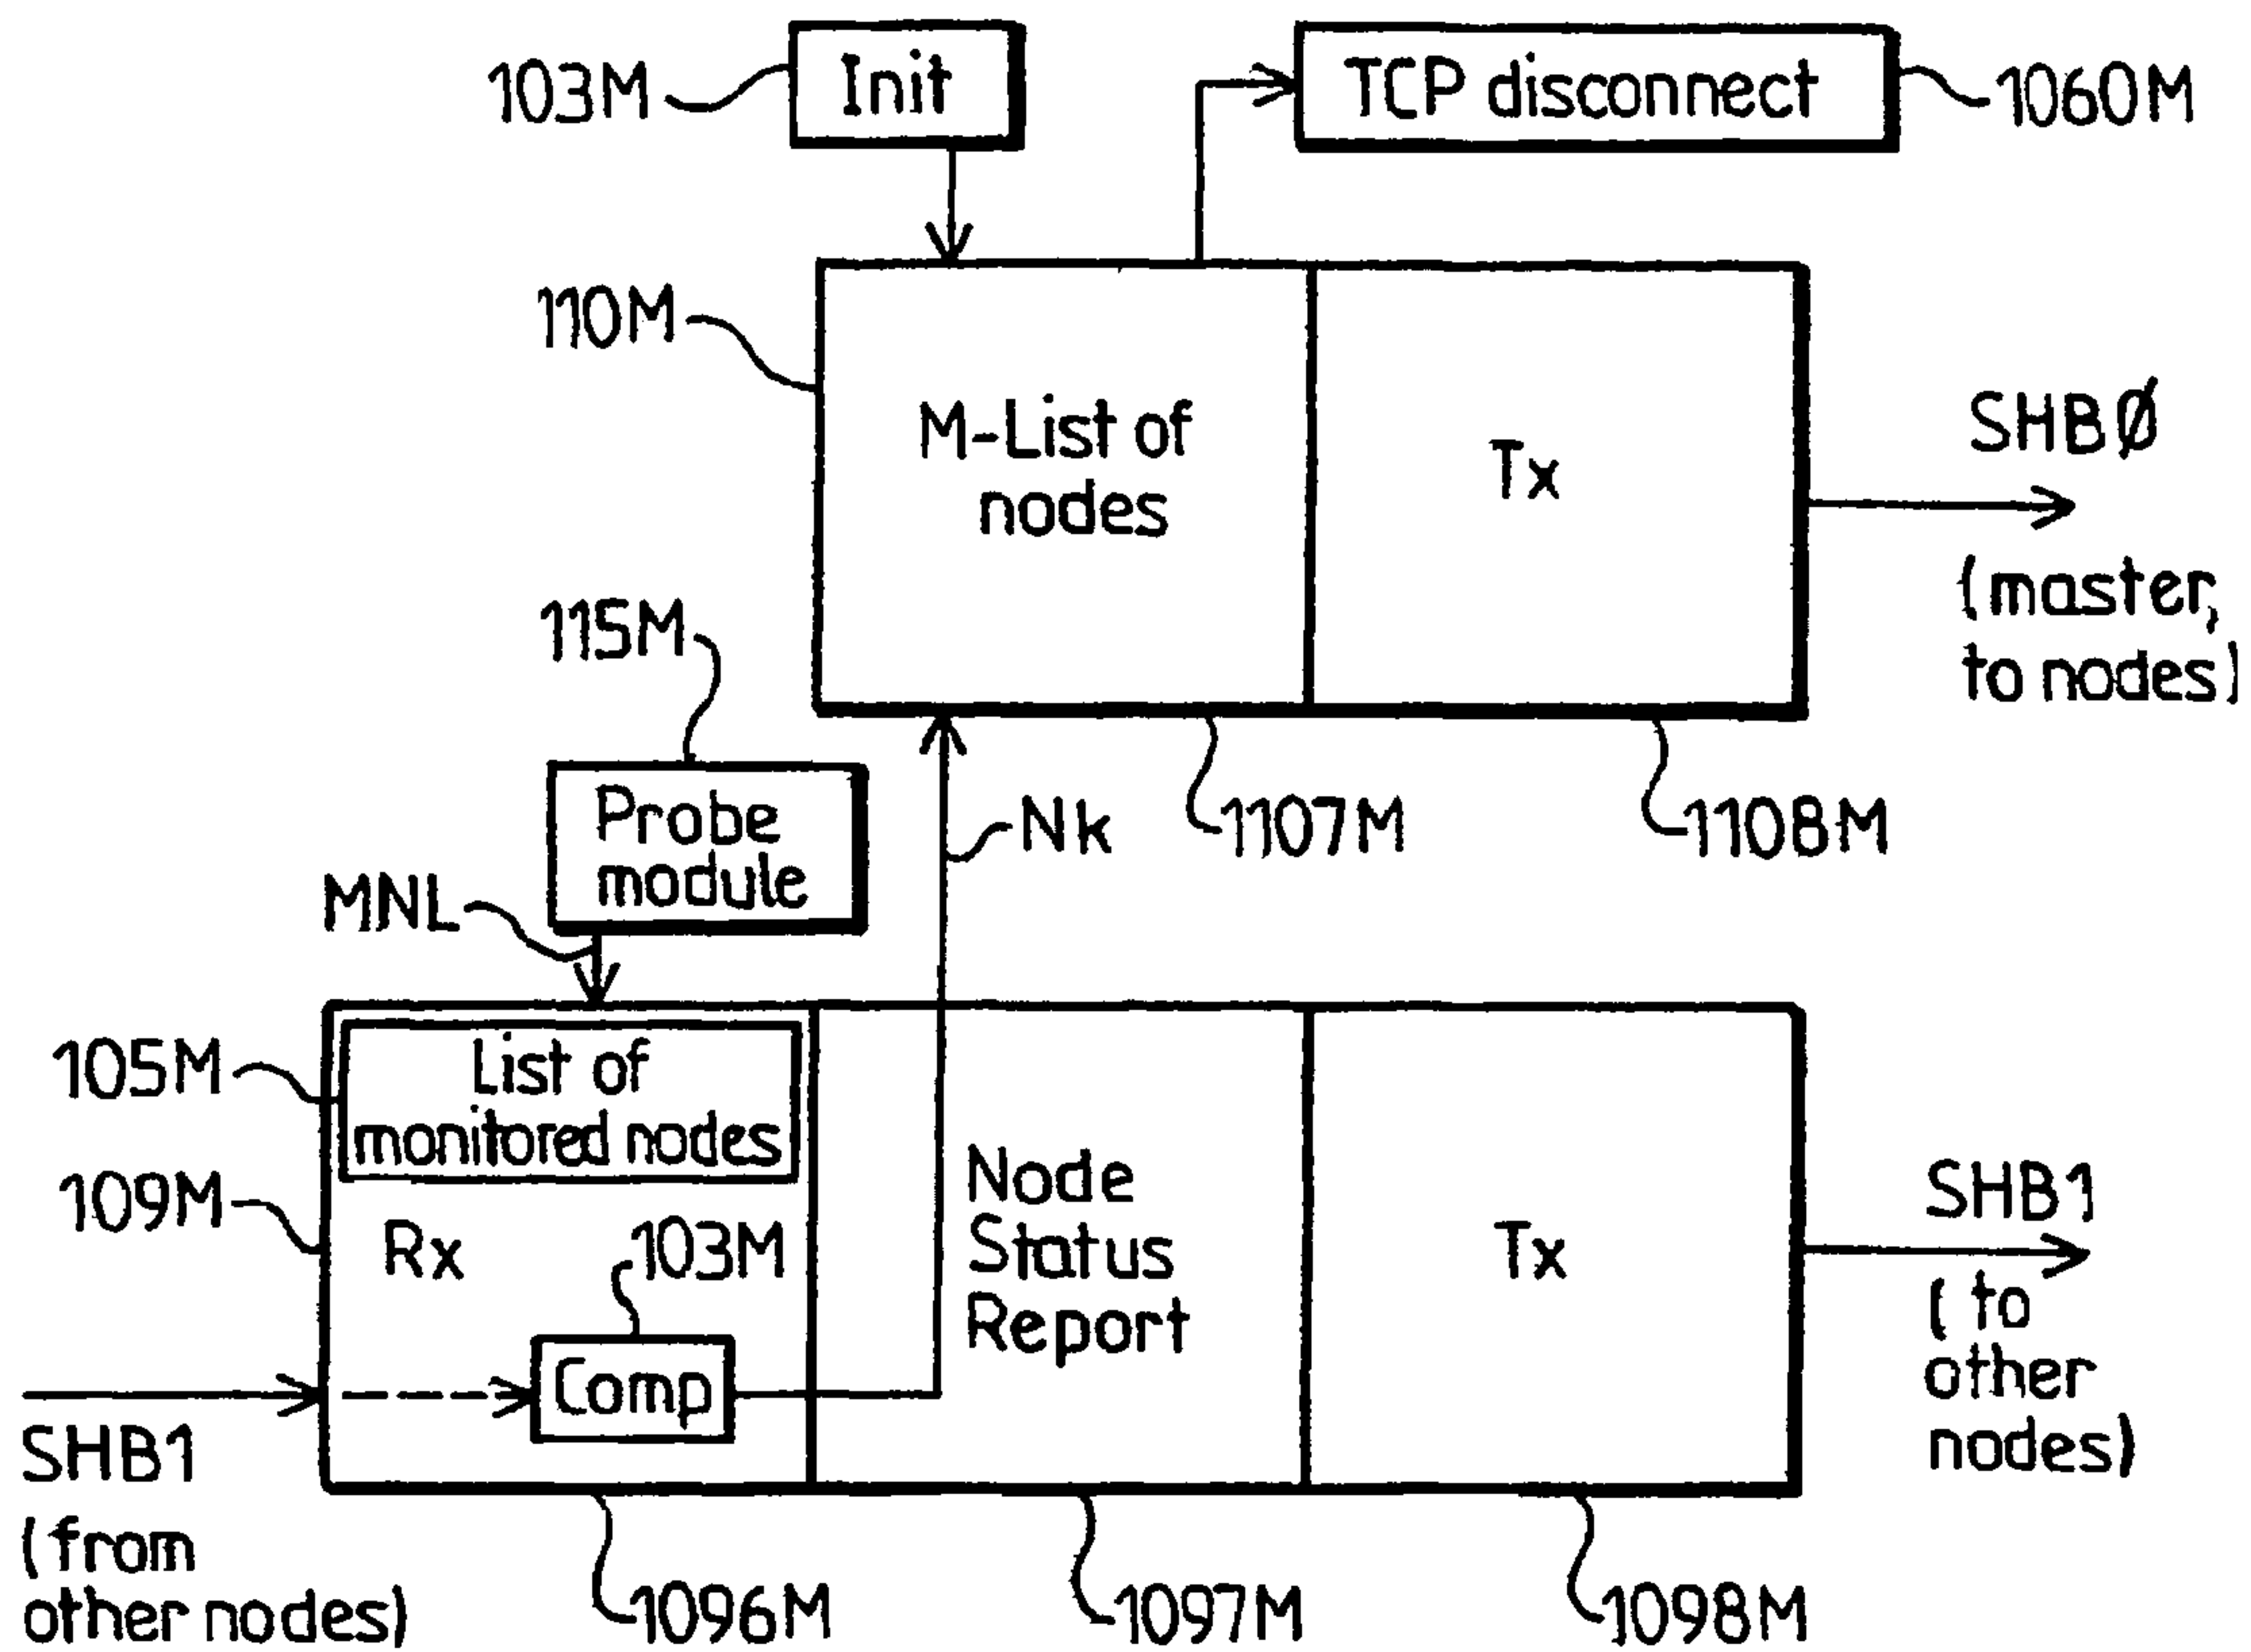 103M
Init
TCP disconnect
1060M
110M
M-List of
nodes
Tx
SHBØ
(master,
to nodes)
115M
Probe
module
Nk
1107M
1108M
MNL
105M
List of
monitored nodes
109M
Rx
103M
Comp
Node
Status
Report
Tx
SHB1
(to
other
nodes)
SHB1
(from
other nodes)
1096M
1097M
1098M